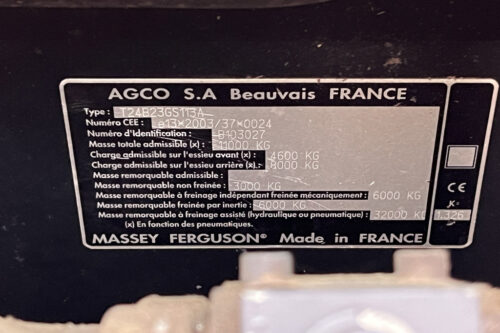 AGCO S.A Beauvais FRANCE
Type : T24B23GS113A
Numéro CEE : e13*2003/37*0024
Numéro d'Identification : B103027
Masse totale admissible (x) : 11000 KG
Charge admissible sur l'essieu avant (x) : 4600 KG
Charge admissible sur l'essieu arrière (x) : 8000 KG
Masse remorquable admissible :
Masse remorquable non freinée : 3000 KG
Masse remorquable à freinage indépendant freinée mécaniquement : 6000 KG
Masse remorquable freinée par inertie : 6000 KG
Masse remorquable à freinage assisté (hydraulique ou pneumatique) : 32000 KG
(x) En fonction des pneumatiques.
MASSEY FERGUSON® Made in FRANCE
CE